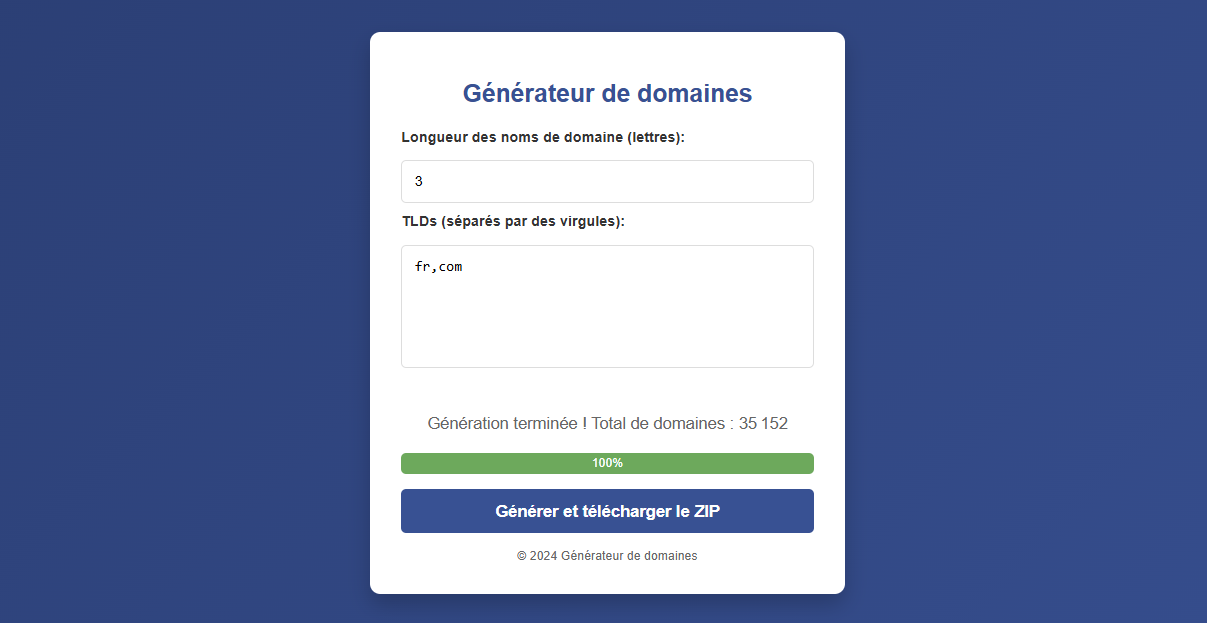 Générateur de domaines
Longueur des noms de domaine (lettres):
3
TLDs (séparés par des virgules):
fr,com
Génération terminée ! Total de domaines : 35 152
100%
Générer et télécharger le ZIP
© 2024 Générateur de domaines